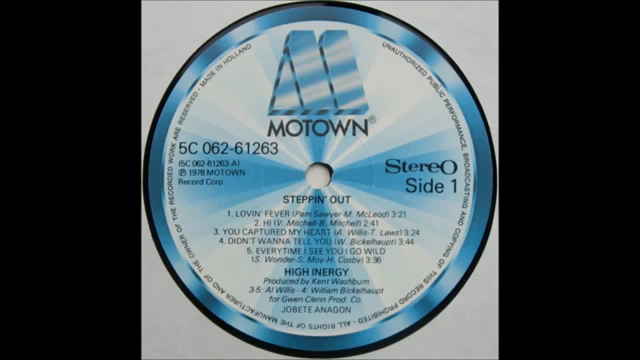 MOTOWN®
5C 062-61263
(5C 062-61263-A)
℗ 1978 MOTOWN
Record Corp.
Stereo
Side 1
STEPPIN' OUT
1. LOVIN' FEVER (Pam Sawyer-M. McLeod) 3:21
2. HI (V. Mitchell-B. Mitchell) 2:41
3. YOU CAPTURED MY HEART (A. Willis-T. Laws) 3:24
4. DIDN'T WANNA TELL YOU (W. Bickelhaupt) 3:44
5. EVERYTIME I SEE YOU I GO WILD
(S. Wonder-S. Moy-H. Cosby) 3:36
HIGH INERGY
Produced by Kent Washburn
3-5: Al Willis - 4: William Bickelhaupt
for Gwen Glenn Prod. Co.
JOBETE ANAGON
- ALL RIGHTS OF THE MANUFACTURER AND OF THE OWNER OF THE RECORDED WORK ARE RESERVED - MADE IN HOLLAND
UNAUTHORIZED PUBLIC PERFORMANCE, BROADCASTING AND COPYING OF THIS RECORD PROHIBITED